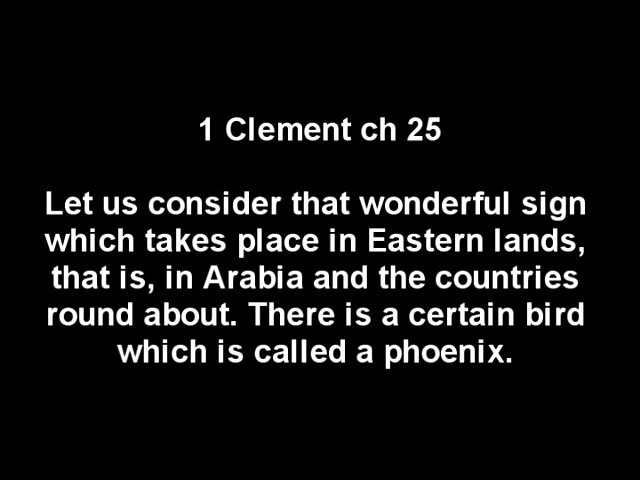 1 Clement ch 25
Let us consider that wonderful sign
which takes place in Eastern lands,
that is, in Arabia and the countries
round about. There is a certain bird
which is called a phoenix.